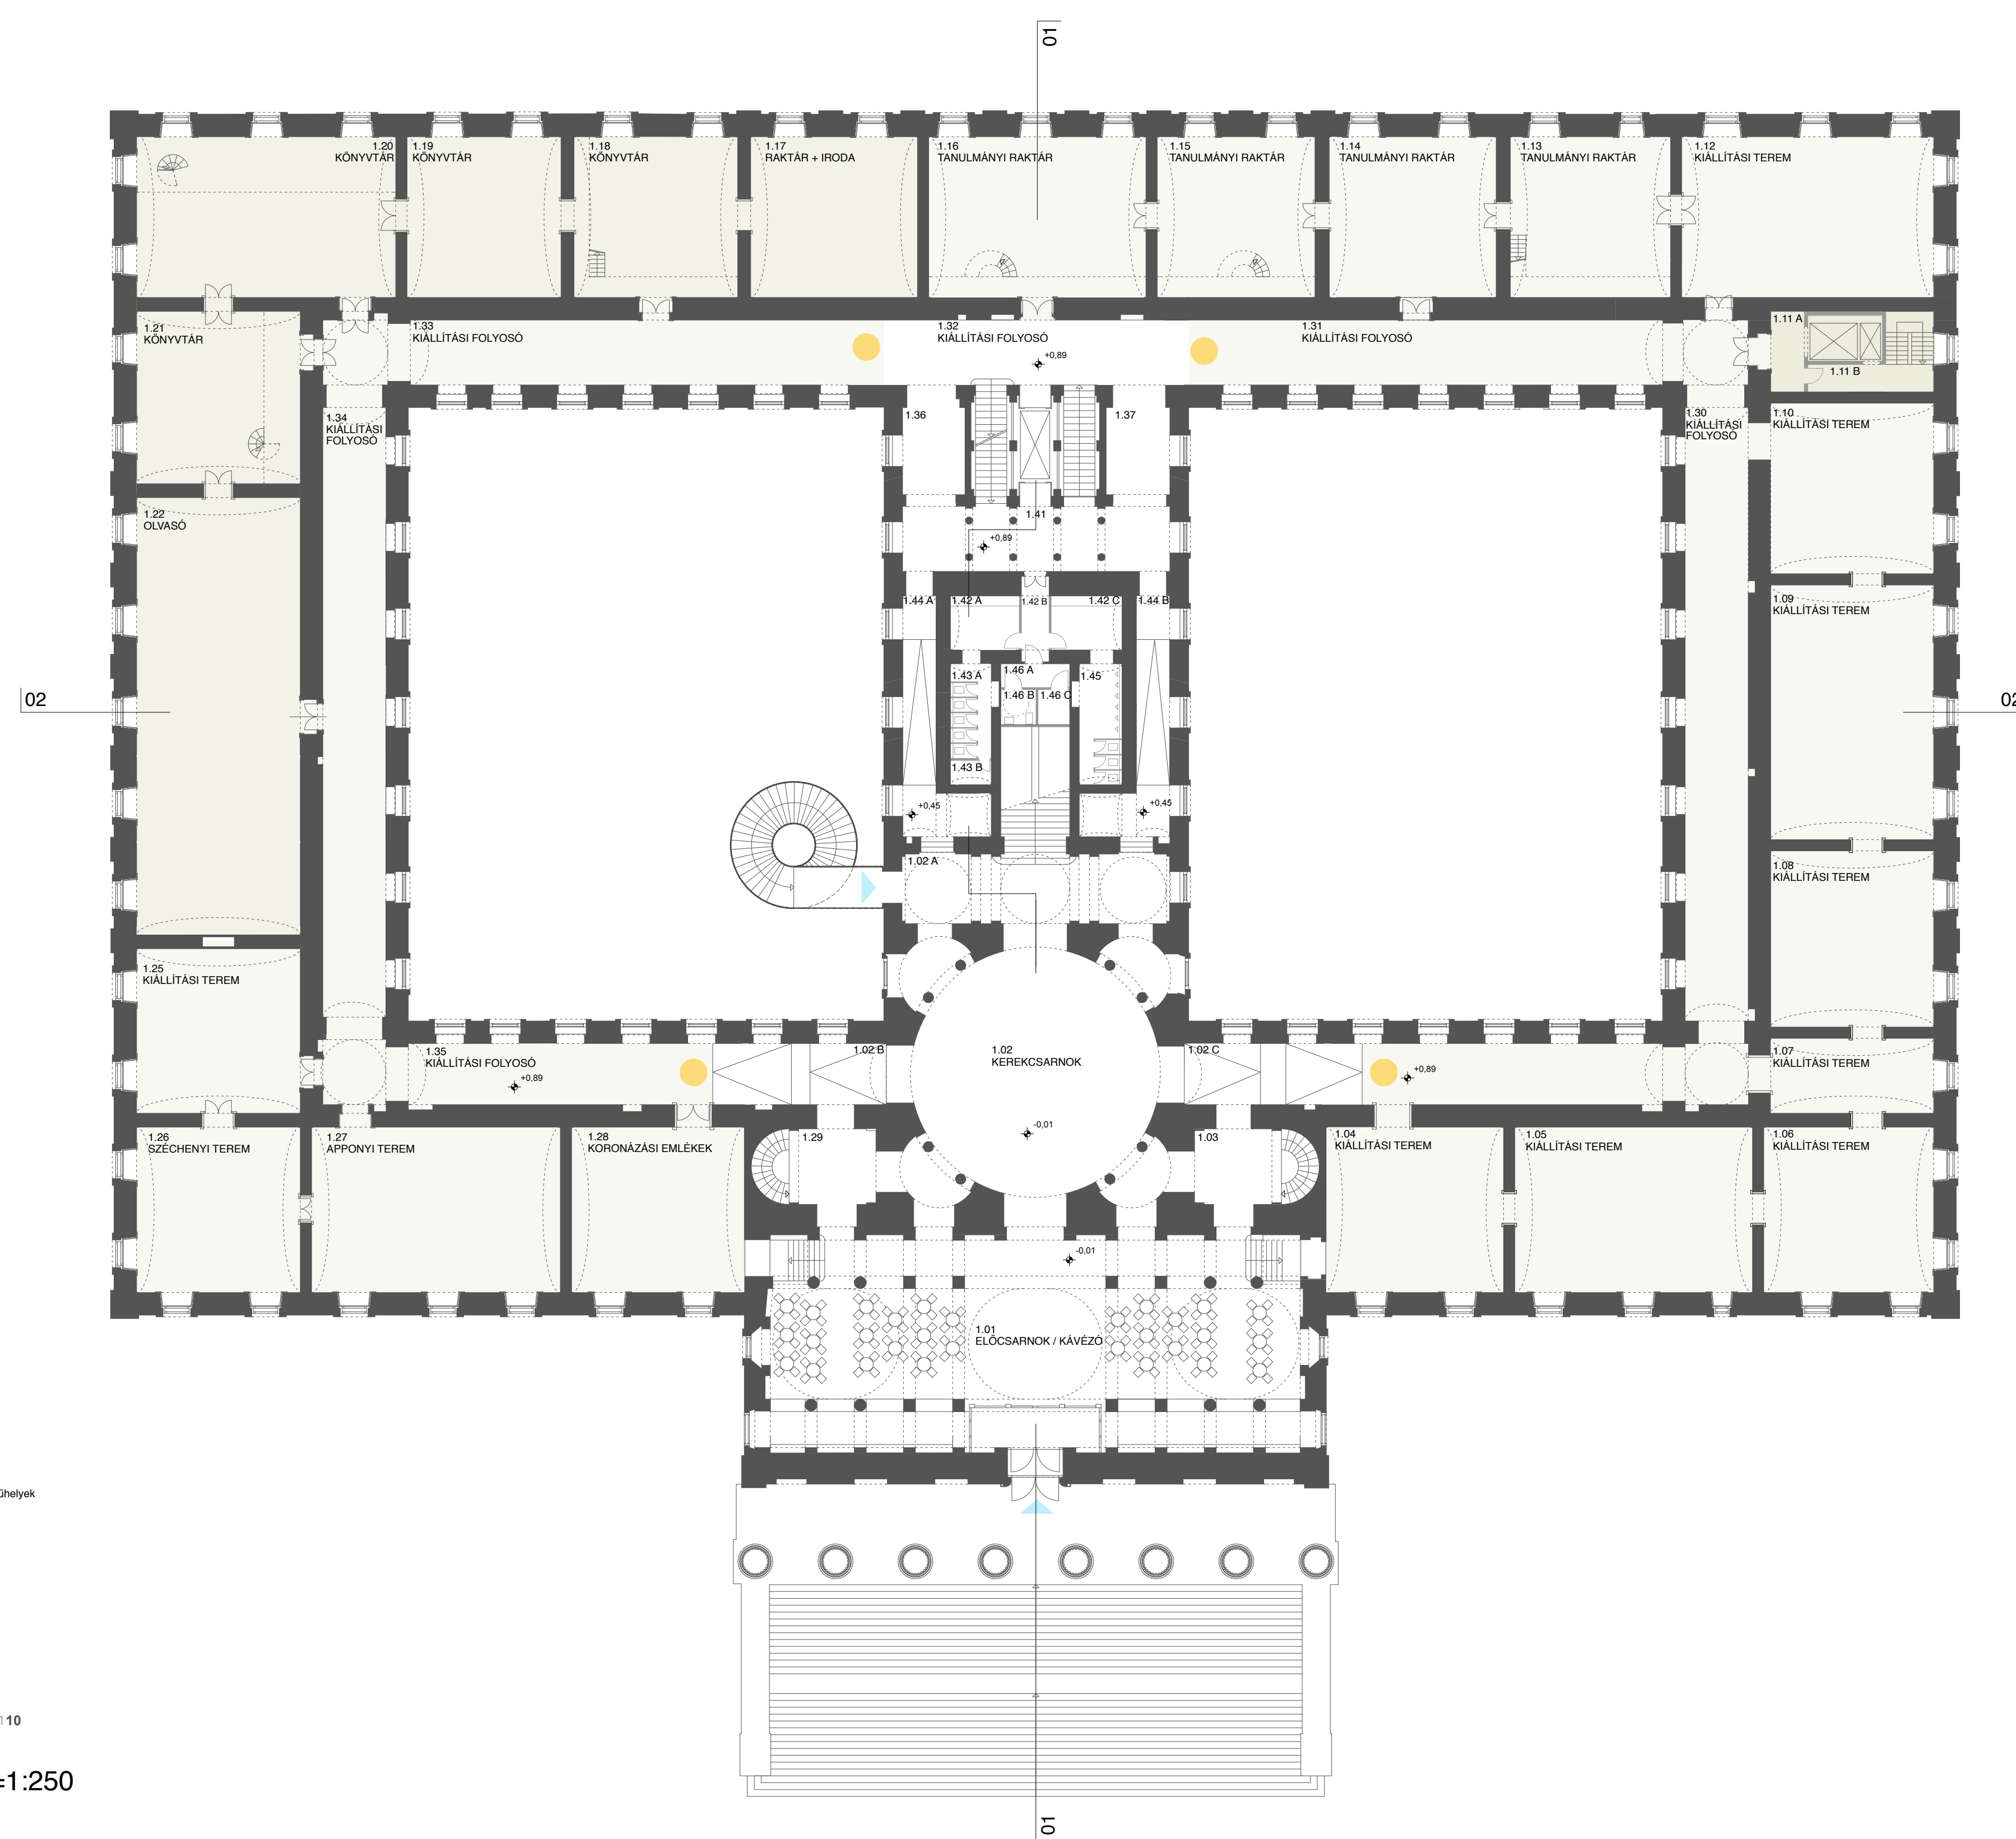 01
1.20
KÖNYVTÁR
1.19
KÖNYVTÁR
1.18
KÖNYVTÁR
1.17
RAKTÁR + IRODA
1.16
TANULMÁNYI RAKTÁR
1.15
TANULMÁNYI RAKTÁR
1.14
TANULMÁNYI RAKTÁR
1.13
TANULMÁNYI RAKTÁR
1.12
KIÁLLÍTÁSI TEREM
1.21
KÖNYVTÁR
1.33
KIÁLLÍTÁSI FOLYOSÓ
1.32
KIÁLLÍTÁSI FOLYOSÓ
+0,89
1.31
KIÁLLÍTÁSI FOLYOSÓ
1.11 A
1.11 B
1.34
KIÁLLÍTÁSI
FOLYOSÓ
1.36
1.37
1.30
KIÁLLÍTÁSI
FOLYOSÓ
1.10
KIÁLLÍTÁSI TEREM
1.22
OLVASÓ
1.41
+0,89
1.44 A
1.42 A
1.42 B
1.42 C
1.44 B
1.09
KIÁLLÍTÁSI TEREM
1.43 A
1.46 A
1.45
1.46 B
1.46 C
02
02
1.43 B
+0,45
+0,45
1.02 A
1.08
KIÁLLÍTÁSI TEREM
1.25
KIÁLLÍTÁSI TEREM
1.35
KIÁLLÍTÁSI FOLYOSÓ
+0,89
1.02 B
1.02
KEREKCSARNOK
1.02 C
+0,89
1.07
KIÁLLÍTÁSI TEREM
-0,01
1.26
SZÉCHENYI TEREM
1.27
APPONYI TEREM
1.28
KORONÁZÁSI EMLÉKEK
1.29
1.03
1.04
KIÁLLÍTÁSI TEREM
1.05
KIÁLLÍTÁSI TEREM
1.06
KIÁLLÍTÁSI TEREM
-0,01
1.01
ELŐCSARNOK / KÁVÉZÓ
űhelyek
10
=1:250
01